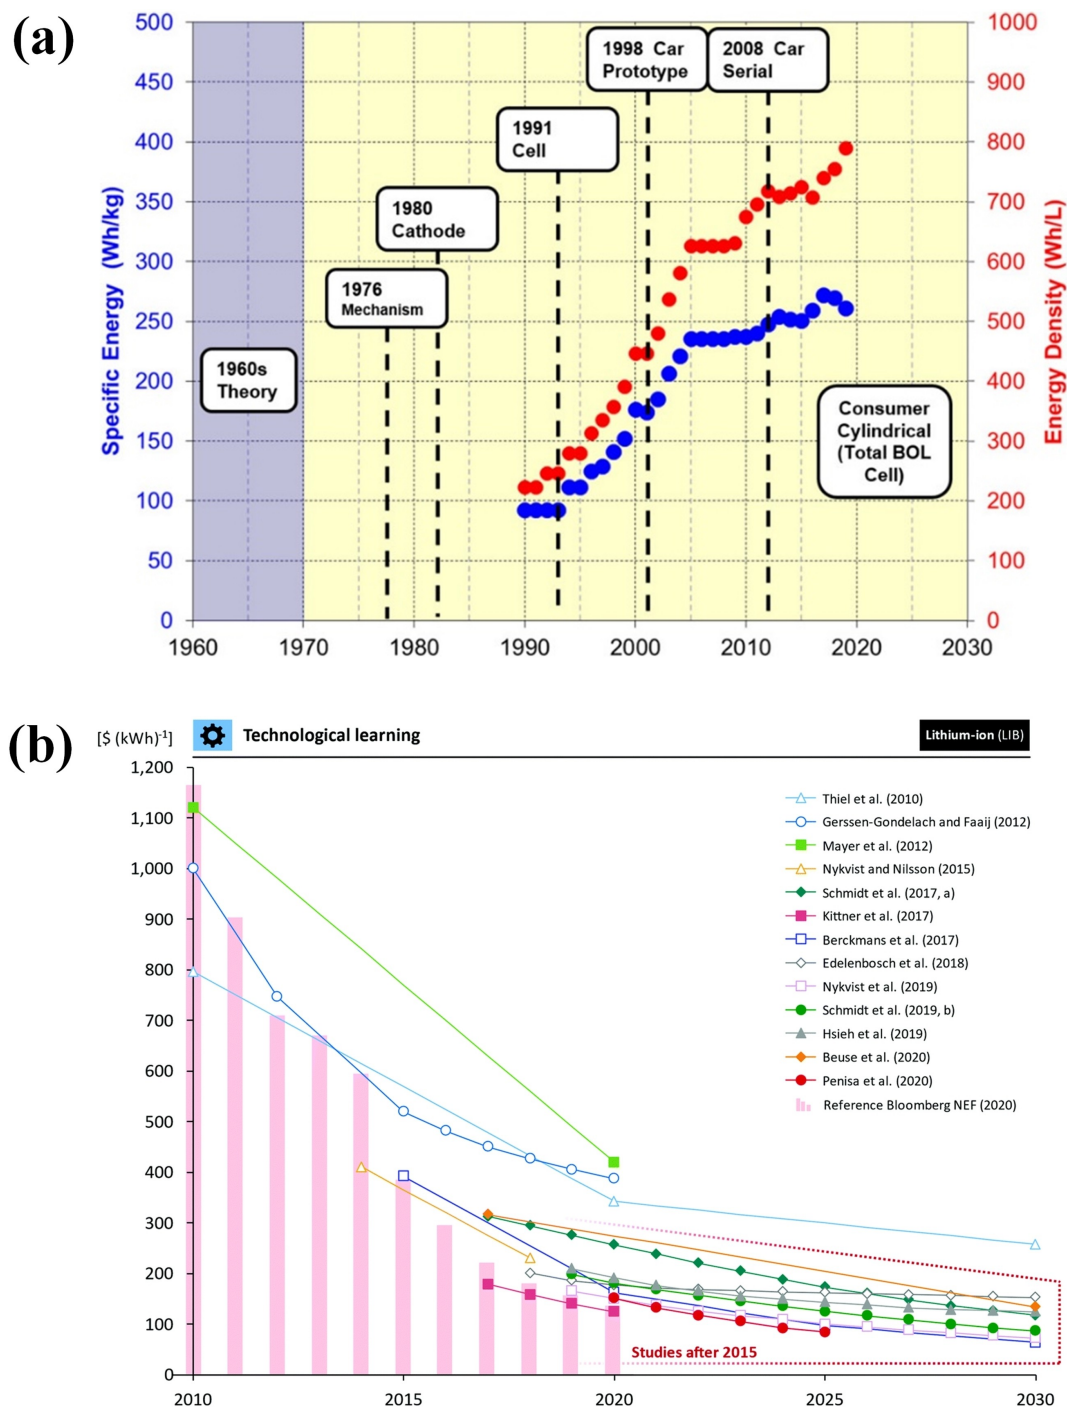 (a)
500
450
400
350
300
250
200
150
100
50
0
Specific Energy (Wh/kg)
1000
900
800
700
600
500
400
300
200
100
0
Energy Density (Wh/L)
1960
1970
1980
1990
2000
2010
2020
2030
1960s
Theory
1976
Mechanism
1980
Cathode
1991
Cell
1998 Car
Prototype
2008 Car
Serial
Consumer
Cylindrical
(Total BOL
Cell)
(b)
[$ (kWh)-1]
Technological learning
Lithium-ion (LIB)
1,200
1,100
1,000
900
800
700
600
500
400
300
200
100
0
Thiel et al. (2010)
Gerssen-Gondelach and Faaij (2012)
Mayer et al. (2012)
Nykvist and Nilsson (2015)
Schmidt et al. (2017, a)
Kittner et al. (2017)
Berckmans et al. (2017)
Edelenbosch et al. (2018)
Nykvist et al. (2019)
Schmidt et al. (2019, b)
Hsieh et al. (2019)
Beuse et al. (2020)
Penisa et al. (2020)
Reference Bloomberg NEF (2020)
Studies after 2015
2010
2015
2020
2025
2030